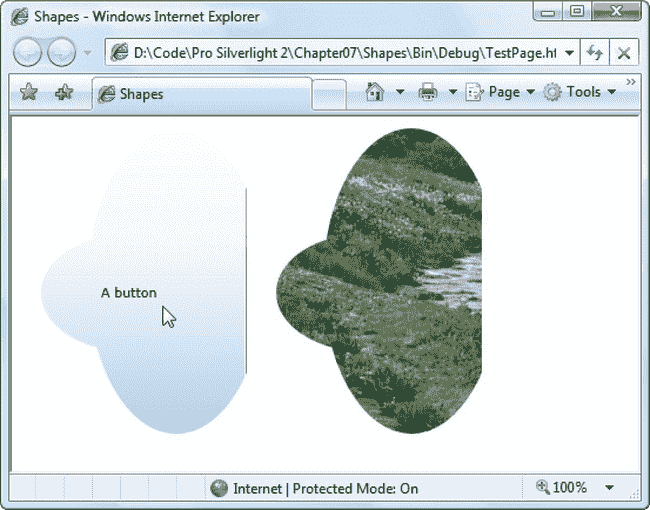 Shapes - Windows Internet Explorer
D:\Code\Pro Silverlight 2\Chapter07\Shapes\Bin\Debug\TestPage.ht
Shapes
Page
Tools
»
A button
Internet | Protected Mode: On
100%